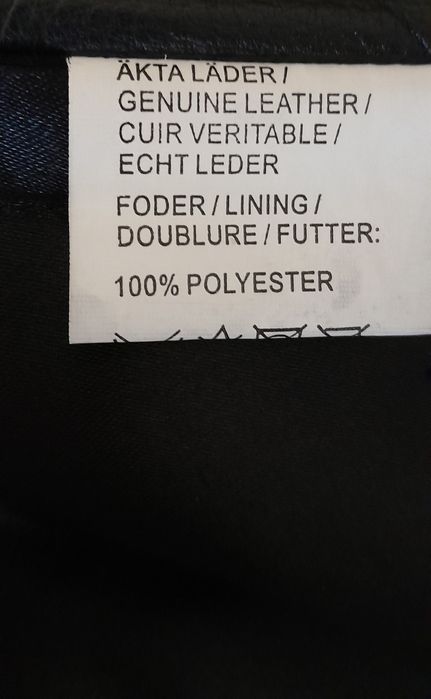 ÄKTA LÄDER /
GENUINE LEATHER /
CUIR VERITABLE /
ECHT LEDER
FODER / LINING /
DOUBLURE / FUTTER:
100% POLYESTER